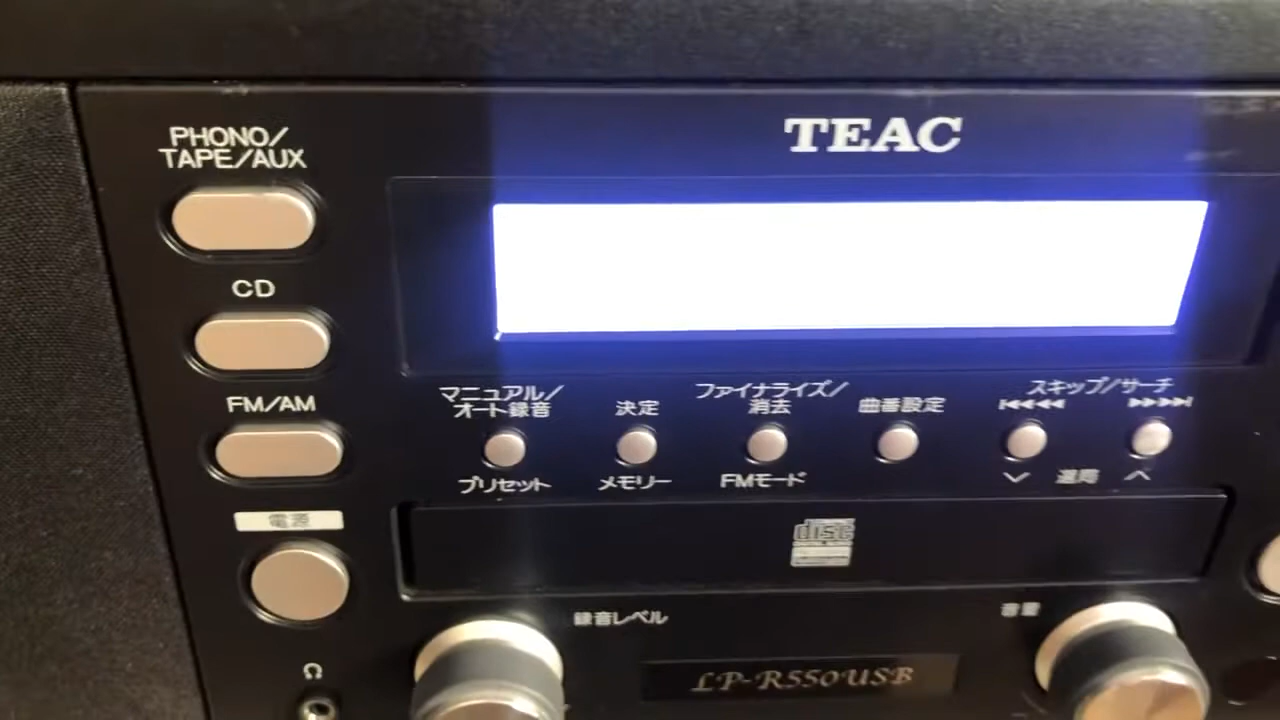 TEAC
PHONO/
TAPE/AUX
CD
FM/AM
電源
マニュアル/
オート録音
決定
ファイナライズ/
消去
曲番設定
スキップ/サーチ
プリセット
メモリー
FMモード
選局
disc
録音レベル
音量
LP-R550USB